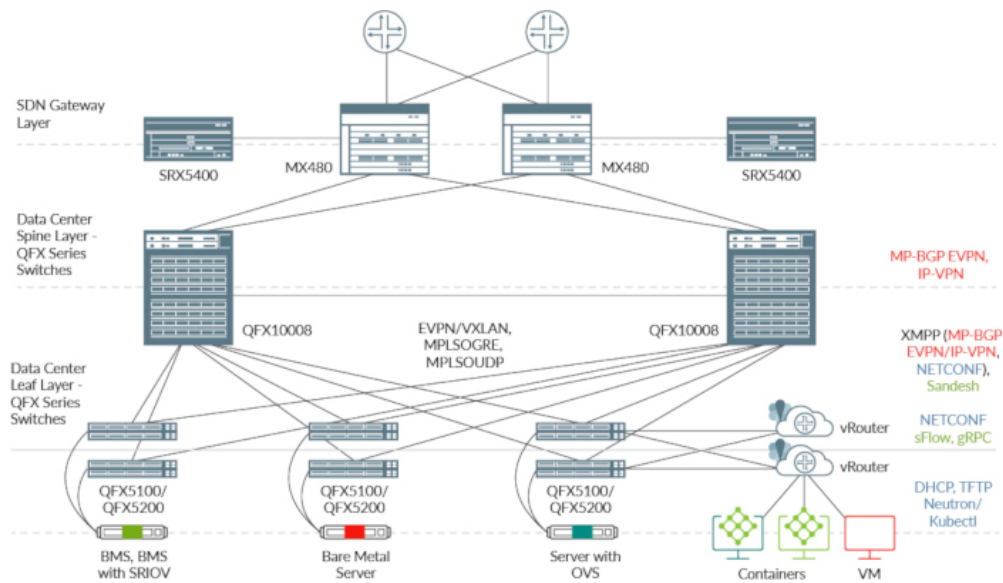 SDN Gateway
Layer
SRX5400
MX480
MX480
SRX5400
Data Center
Spine Layer -
QFX Series
Switches
MP-BGP EVPN,
IP-VPN
QFX10008
EVPN/VXLAN,
MPLSOGRE,
MPLSOUDP
QFX10008
XMPP (MP-BGP
EVPN/IP-VPN,
NETCONF),
Sandesh
Data Center
Leaf Layer -
QFX Series
Switches
vRouter
NETCONF
sFlow, gRPC
vRouter
QFX5100/
QFX5200
QFX5100/
QFX5200
QFX5100/
QFX5200
DHCP, TFTP
Neutron/
Kubectl
BMS, BMS
with SRIOV
Bare Metal
Server
Server with
OVS
Containers
VM